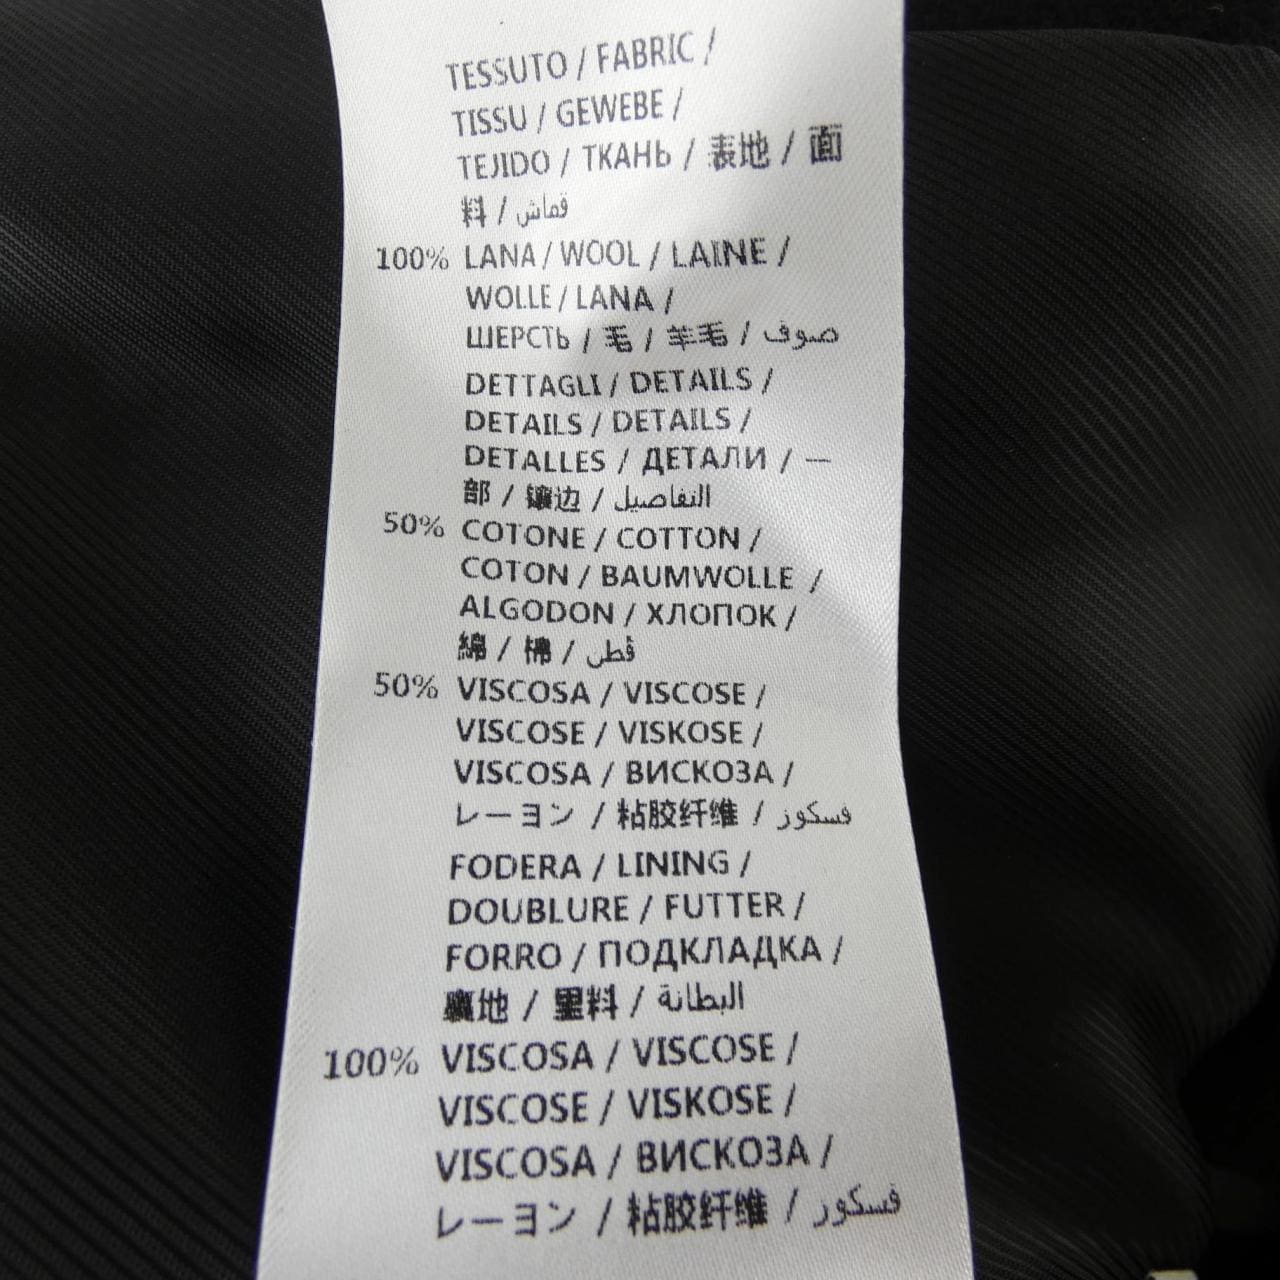 TESSUTO / FABRIC /
TISSU / GEWEBE /
TEJIDO / ТКАНЬ / 表地 / 面
料 / قماش
100% LANA / WOOL / LAINE /
WOLLE / LANA /
ШЕРСТЬ / 毛 / 羊毛 / صوف
DETTAGLI / DETAILS /
DETAILS / DETAILS /
DETALLES / ДЕТАЛИ / 一
部 / 镶边 / التفاصيل
50% COTONE / COTTON /
COTON / BAUMWOLLE /
ALGODON / ХЛОПОК /
綿 / 棉 / قُطن
50% VISCOSA / VISCOSE /
VISCOSE / VISKOSE /
VISCOSA / ВИСКОЗА /
レーヨン / 粘胶纤维 / فسكوز
FODERA / LINING /
DOUBLURE / FUTTER /
FORRO / ПОДКЛАДКА /
裏地 / 里料 / البطانة
100% VISCOSA / VISCOSE /
VISCOSE / VISKOSE /
VISCOSA / ВИСКОЗА /
レーヨン / 粘胶纤维 / فسكوز